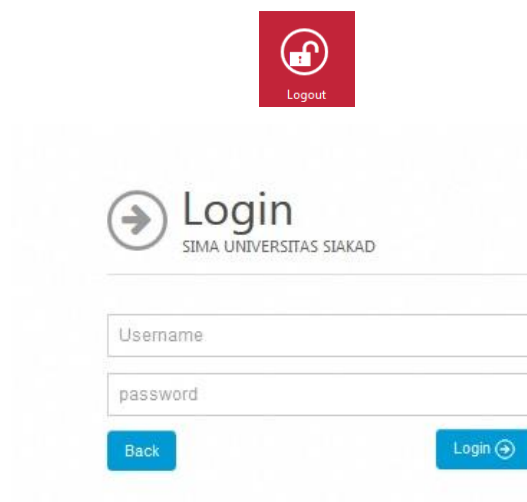 Logout
Login
SIMA UNIVERSITAS SIAKAD
Username
password
Back
Login